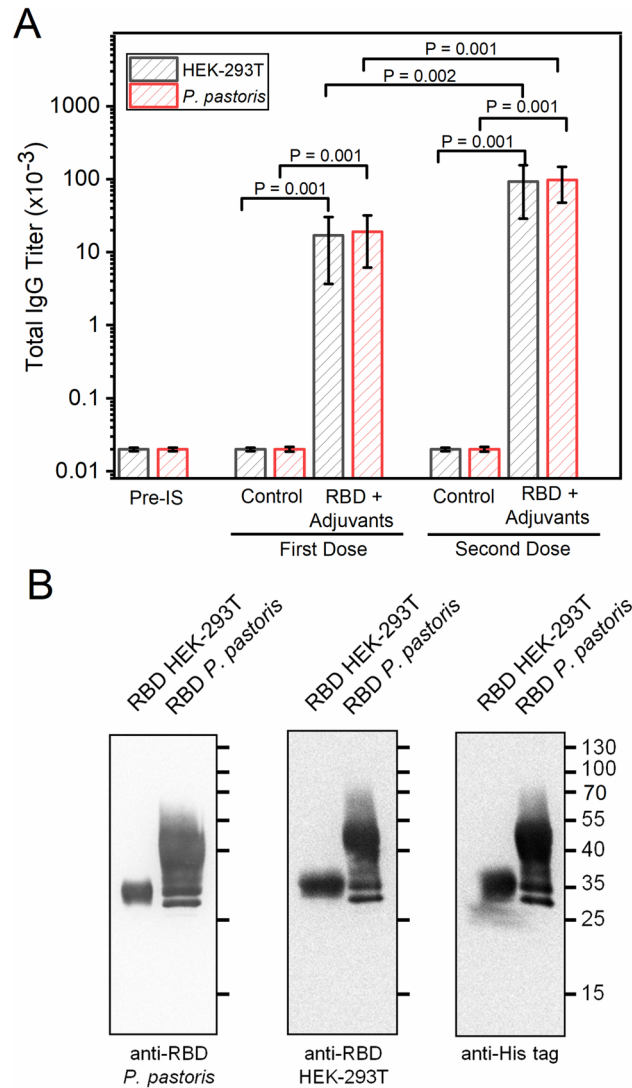 A
HEK-293T
P. pastoris
P = 0.001
P = 0.002
P = 0.001
P = 0.001
P = 0.001
P = 0.001
Total IgG Titer (x10-3)
1000
100
10
1
0.1
0.01
Pre-IS
Control
RBD +
Adjuvants
Control
RBD +
Adjuvants
First Dose
Second Dose
B
RBD HEK-293T
RBD P. pastoris
RBD HEK-293T
RBD P. pastoris
RBD HEK-293T
RBD P. pastoris
130
100
70
55
40
35
25
15
anti-RBD
P. pastoris
anti-RBD
HEK-293T
anti-His tag